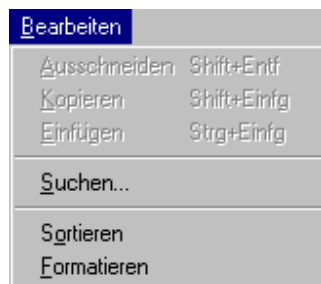 Bearbeiten
Ausschneiden Shift+Entf
Kopieren Shift+Einfg
Einfügen Strg+Einfg
Suchen...
Sortieren
Formatieren